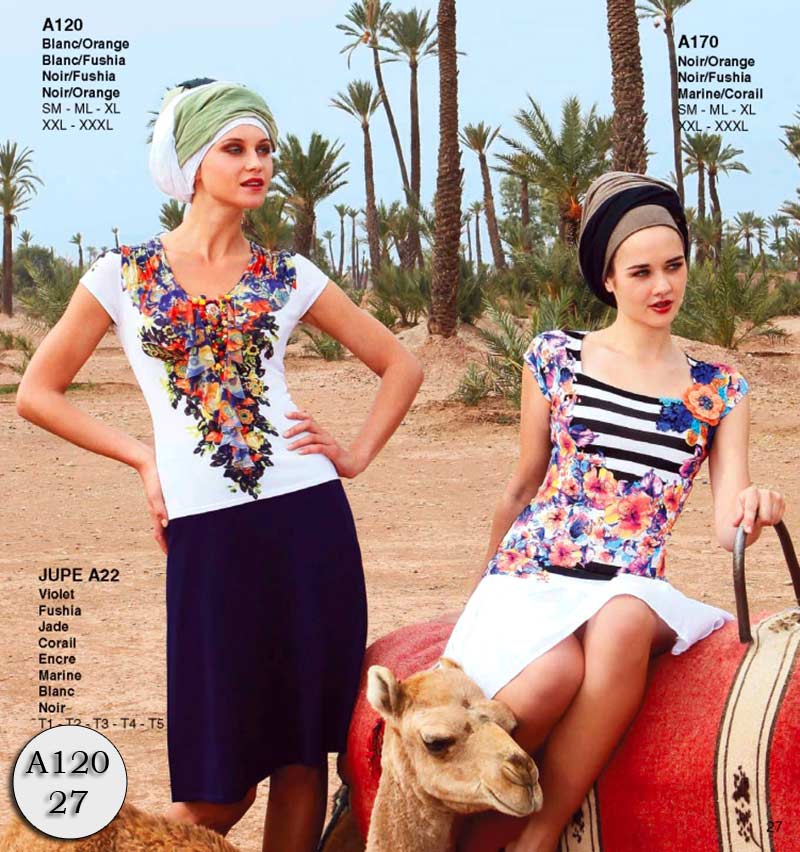 A120
Blanc/Orange
Blanc/Fushia
Noir/Fushia
Noir/Orange
SM - ML - XL
XXL - XXXL
A170
Noir/Orange
Noir/Fushia
Marine/Corail
SM - ML - XL
XXL - XXXL
JUPE A22
Violet
Fushia
Jade
Corail
Encre
Marine
Blanc
Noir
T1 - T2 - T3 - T4 - T5
A120
27
27